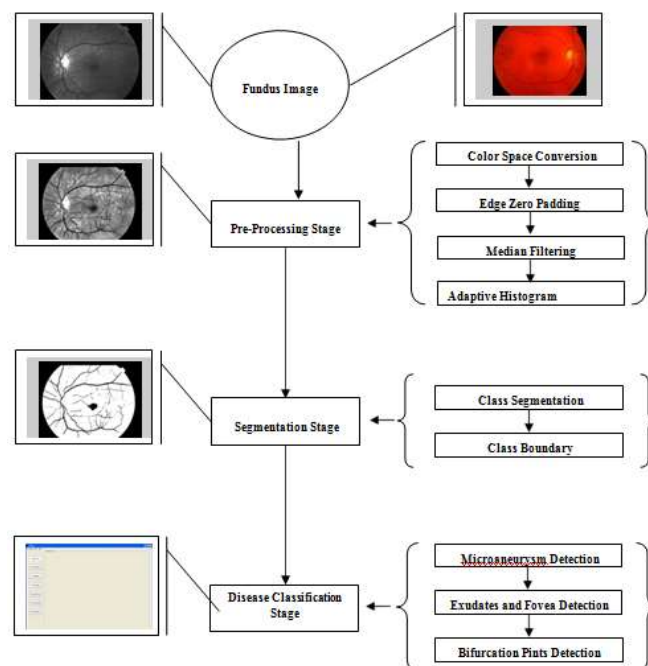 Fundus Image
Color Space Conversion
Edge Zero Padding
Pre-Processing Stage
Median Filtering
Adaptive Histogram
Class Segmentation
Segmentation Stage
Class Boundary
Microaneurysm Detection
Disease Classification
Stage
Exudates and Fovea Detection
Bifurcation Pints Detection